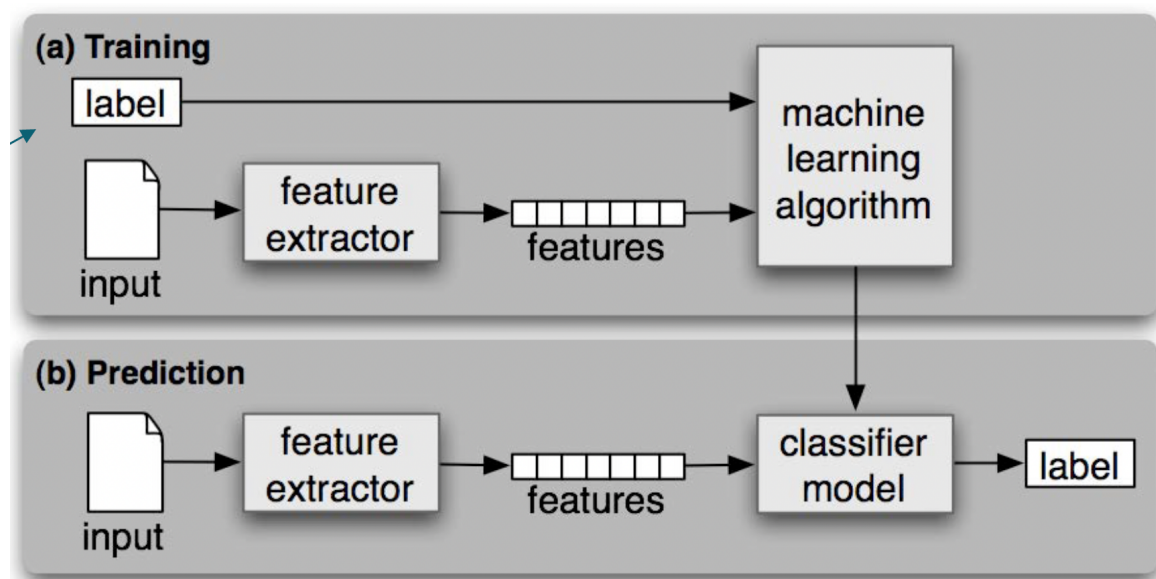 (a) Training
label
machine
learning
algorithm
feature
extractor
features
input
(b) Prediction
feature
extractor
features
classifier
model
label
input